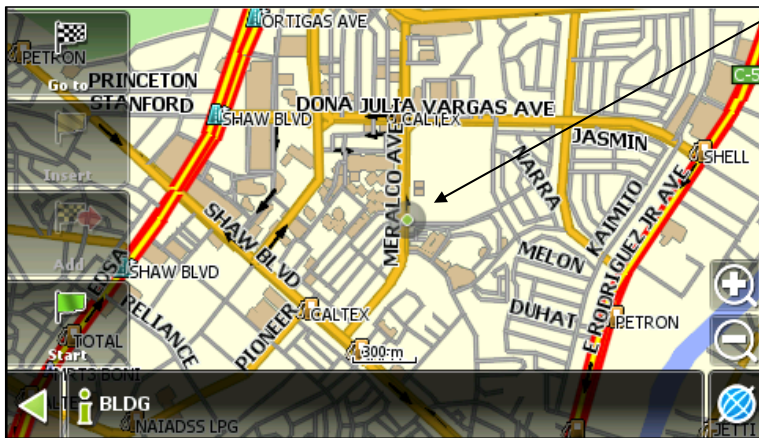 ORTIGAS AVE
PETRON
Go to
PRINCETON
STANFORD
C-5
DONA JULIA VARGAS AVE
SHAW BLVD
CALTEX
JASMIN
SHELL
Insert
NARRA
KAIMITO
MERALCO AVE
SHAW BLVD
Add
MELON
E RODRIGUEZ JR AVE
EDSA
SHAW BLVD
RELIANCE
DUHAT
CALTEX
PETRON
PIONEER
TOTAL
Start
300 m
BLDG
NAIADSS LPG
JETTI